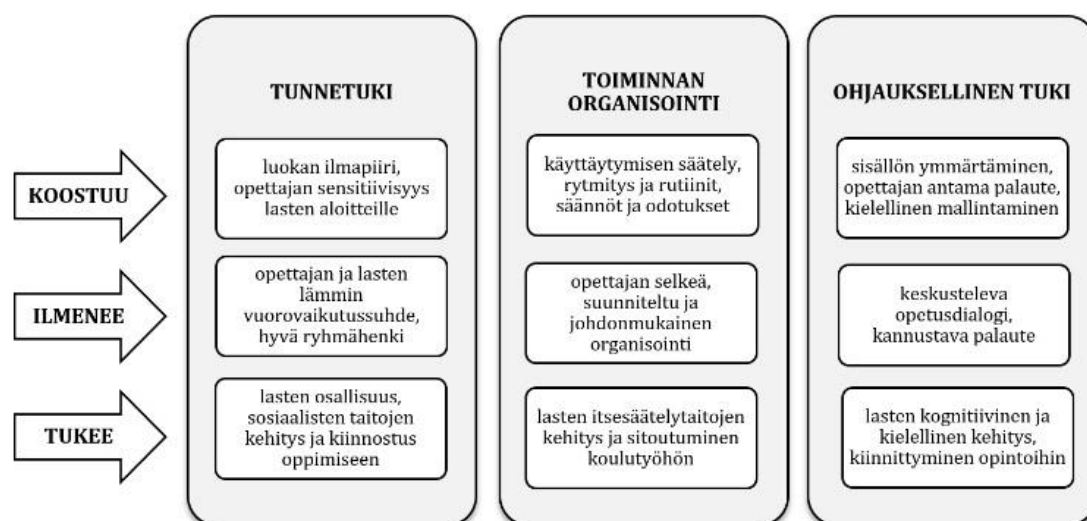 TUNNETUKI
TOIMINNAN
ORGANISOINTI
OHJAUKSELLINEN TUKI
KOOSTUU
luokan ilmapiiri,
opettajan sensitiivisyys
lasten aloitteille
käyttäytymisen säätely,
rytmitys ja rutiinit,
säännöt ja odotukset
sisällön ymmärtäminen,
opettajan antama palaute,
kielellinen mallintaminen
ILMENEE
opettajan ja lasten
lämmin
vuorovaikutussuhde,
hyvä ryhmähenki
opettajan selkeä,
suunniteltu ja
johdonmukainen
organisointi
keskusteleva
opetusdialogi,
kannustava palaute
TUKEE
lasten osallisuus,
sosiaalisten taitojen
kehitys ja kiinnostus
oppimiseen
lasten itsesäätelytaitojen
kehitys ja sitoutuminen
koulutyöhön
lasten kognitiivinen ja
kielellinen kehitys,
kiinnittyminen opintoihin